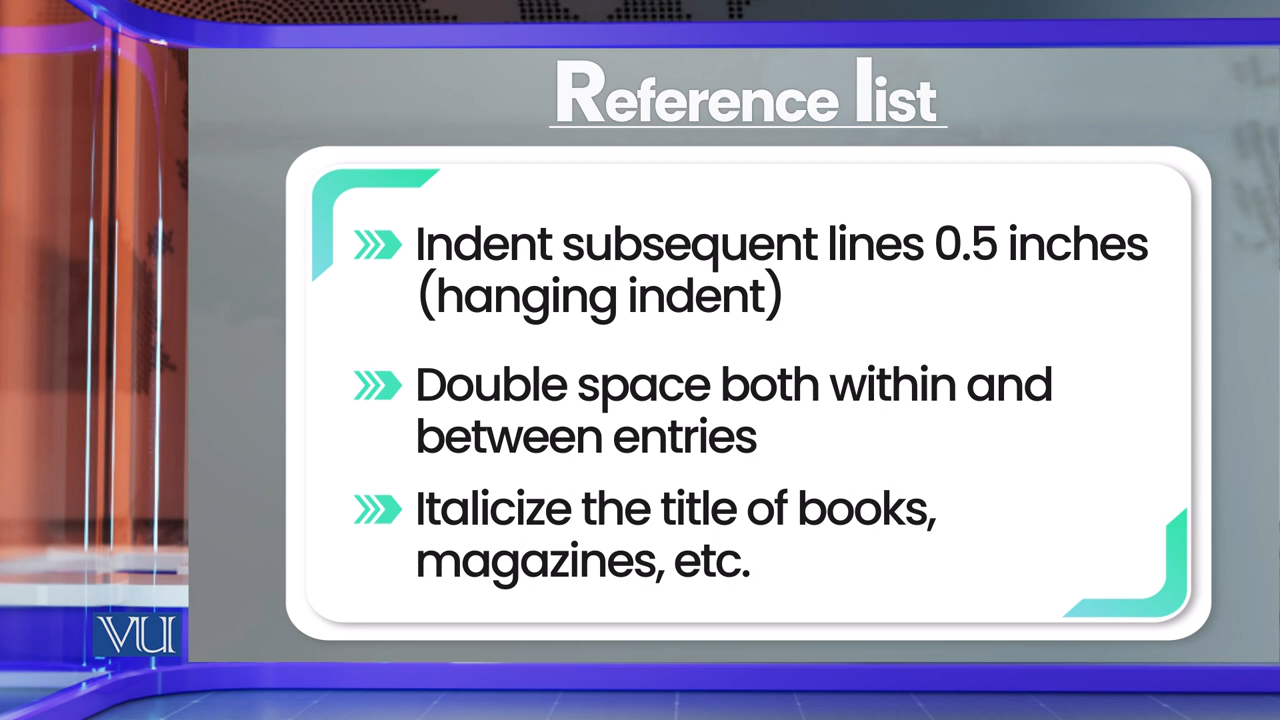 Reference list
Indent subsequent lines 0.5 inches
(hanging indent)
Double space both within and
between entries
Italicize the title of books,
magazines, etc.
VU